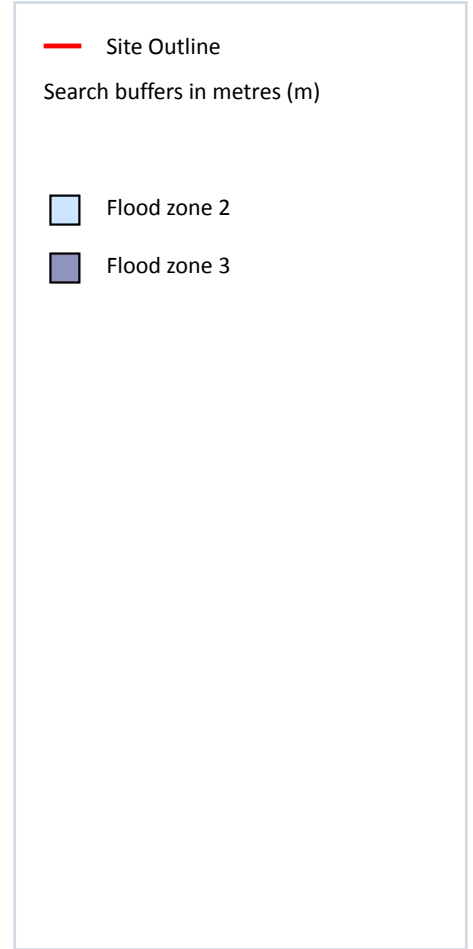 Site Outline
Search buffers in metres (m)
Flood zone 2
Flood zone 3